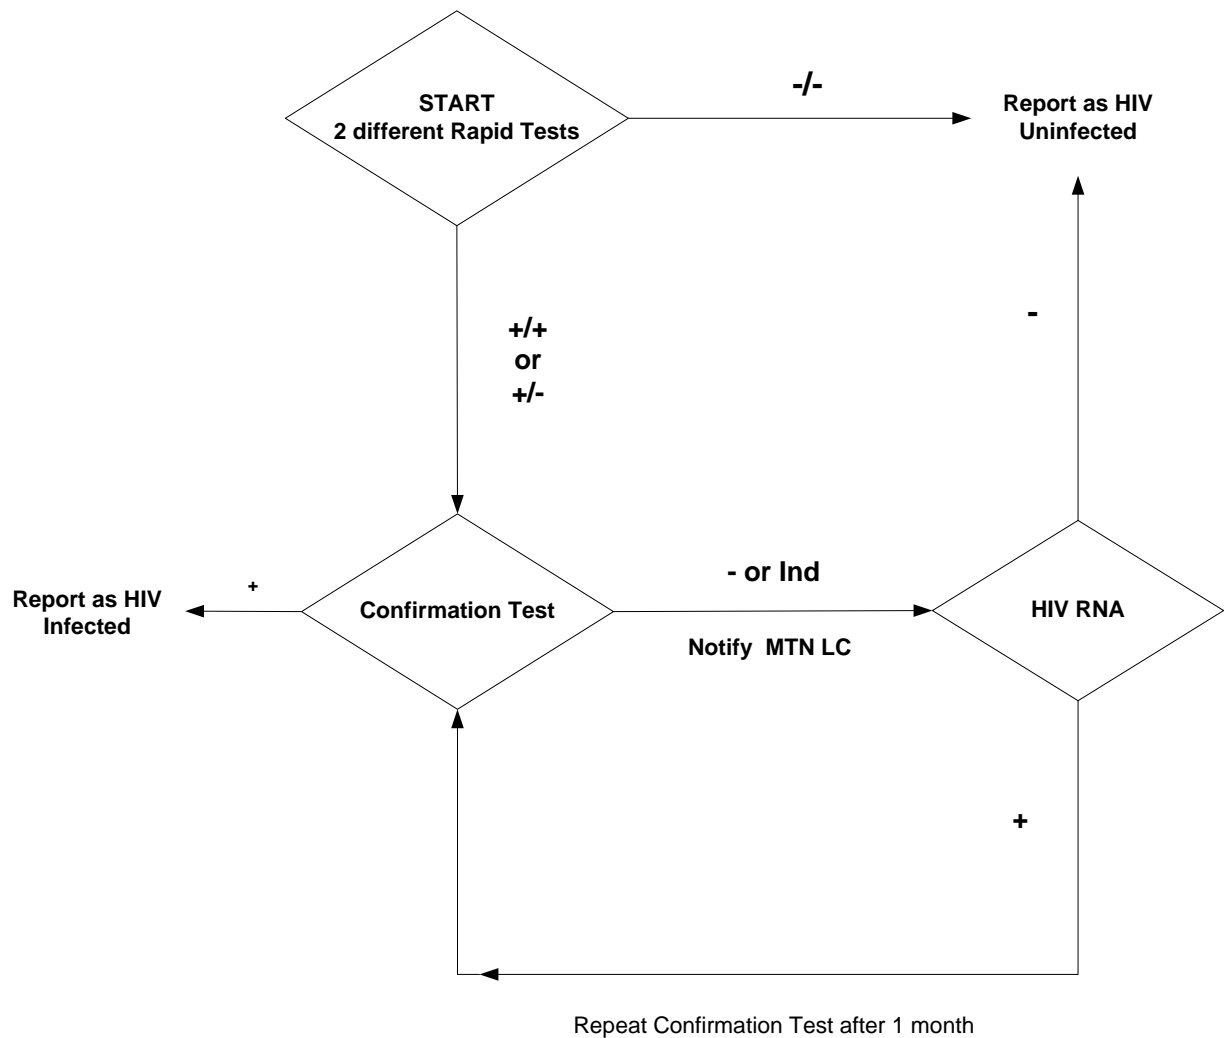 START
2 different Rapid Tests
-/-
Report as HIV
Uninfected
+/+
or
+/-
-
Report as HIV
Infected
+
Confirmation Test
- or Ind
Notify  MTN LC
HIV RNA
+
Repeat Confirmation Test after 1 month